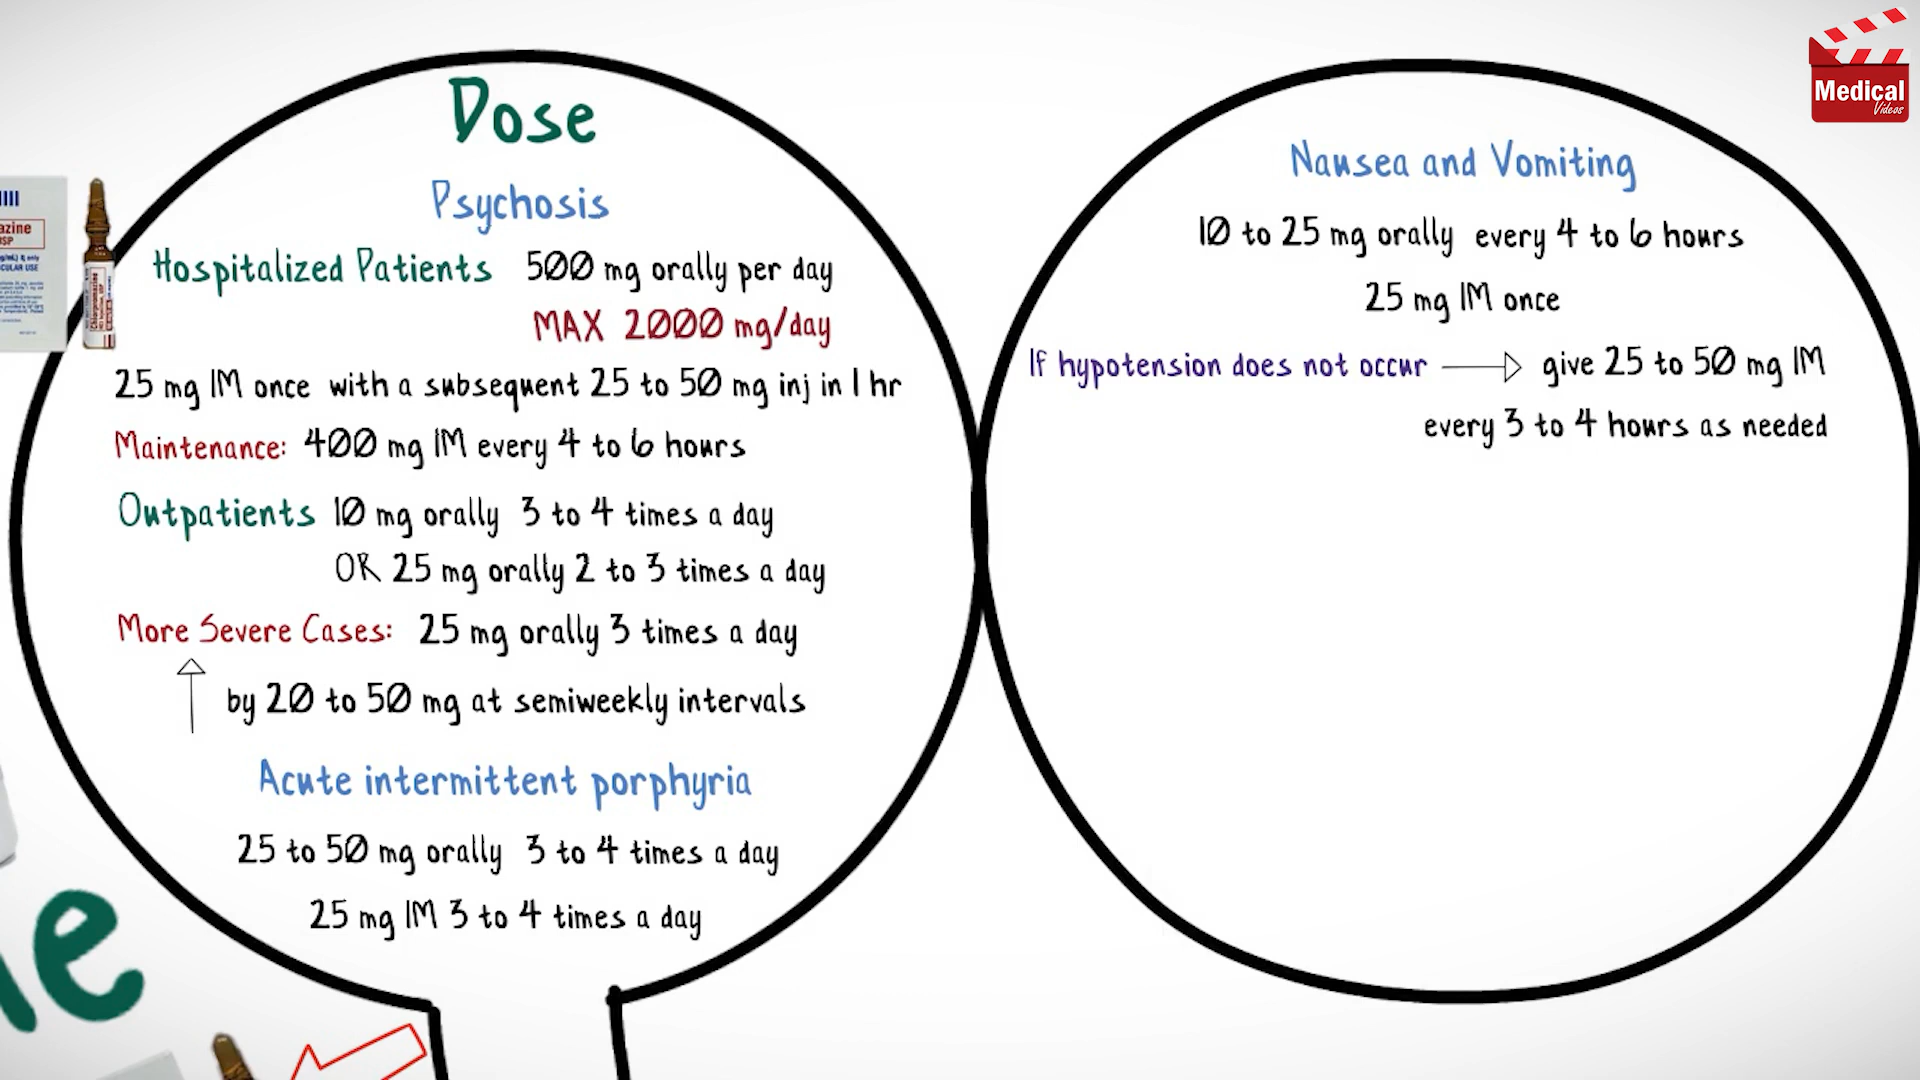 Medical
Videos
Dose
Psychosis
Hospitalized Patients 500 mg orally per day
MAX 2000 mg/day
25 mg IM once with a subsequent 25 to 50 mg inj in 1 hr
Maintenance: 400 mg IM every 4 to 6 hours
Outpatients 10 mg orally 3 to 4 times a day
OR 25 mg orally 2 to 3 times a day
More Severe Cases: 25 mg orally 3 times a day
by 20 to 50 mg at semiweekly intervals
Acute intermittent porphyria
25 to 50 mg orally 3 to 4 times a day
25 mg IM 3 to 4 times a day
Nausea and Vomiting
10 to 25 mg orally every 4 to 6 hours
25 mg IM once
If hypotension does not occur → give 25 to 50 mg IM
every 3 to 4 hours as needed
azine
USP
CULAR USE
Chlorpromazine
e